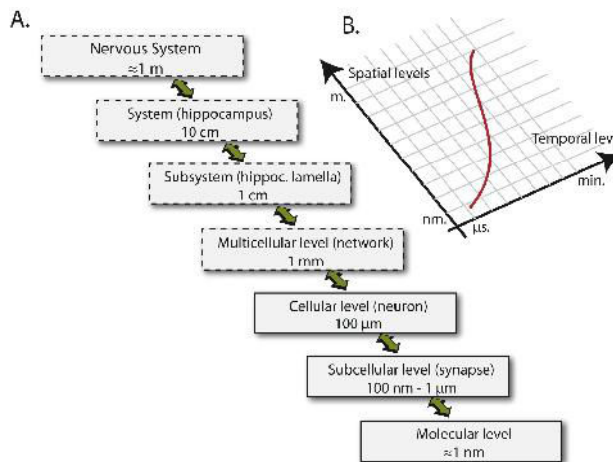 A.
Nervous System
≈1 m
System (hippocampus)
10 cm
Subsystem (hippoc. lamella)
1 cm
Multicellular level (network)
1 mm
Cellular level (neuron)
100 μm
Subcellular level (synapse)
100 nm - 1 μm
Molecular level
≈1 nm
B.
Spatial levels
m.
Temporal lev
min.
nm.
μs.